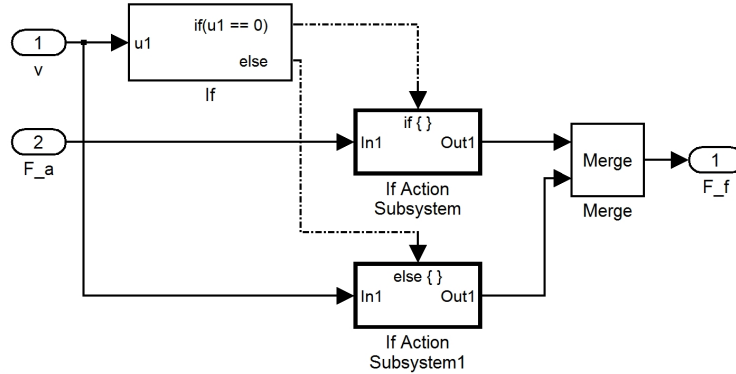 1
v
u1
if(u1 == 0)
else
If
2
F_a
if { }
In1
Out1
If Action
Subsystem
Merge
Merge
1
F_f
else { }
In1
Out1
If Action
Subsystem1